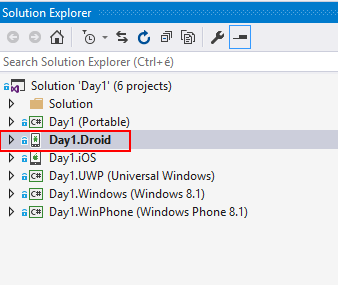 Solution Explorer
Search Solution Explorer (Ctrl+é)
Solution 'Day1' (6 projects)
Solution
C# Day1 (Portable)
Day1.Droid
Day1.iOS
C# Day1.UWP (Universal Windows)
C# Day1.Windows (Windows 8.1)
C# Day1.WinPhone (Windows Phone 8.1)